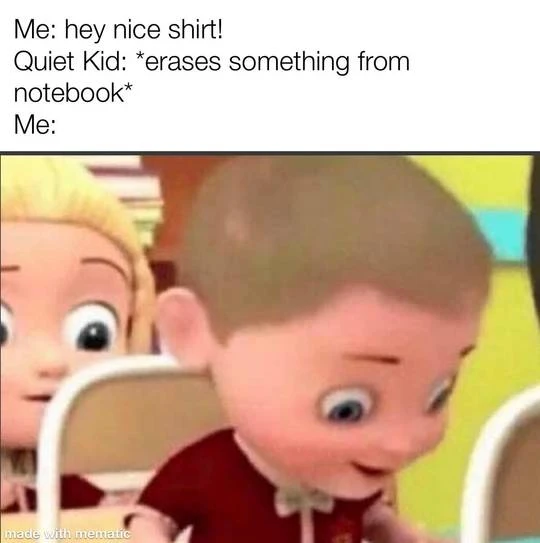 Me: hey nice shirt!
Quiet Kid: *erases something from
notebook*
Me:
made with mematic